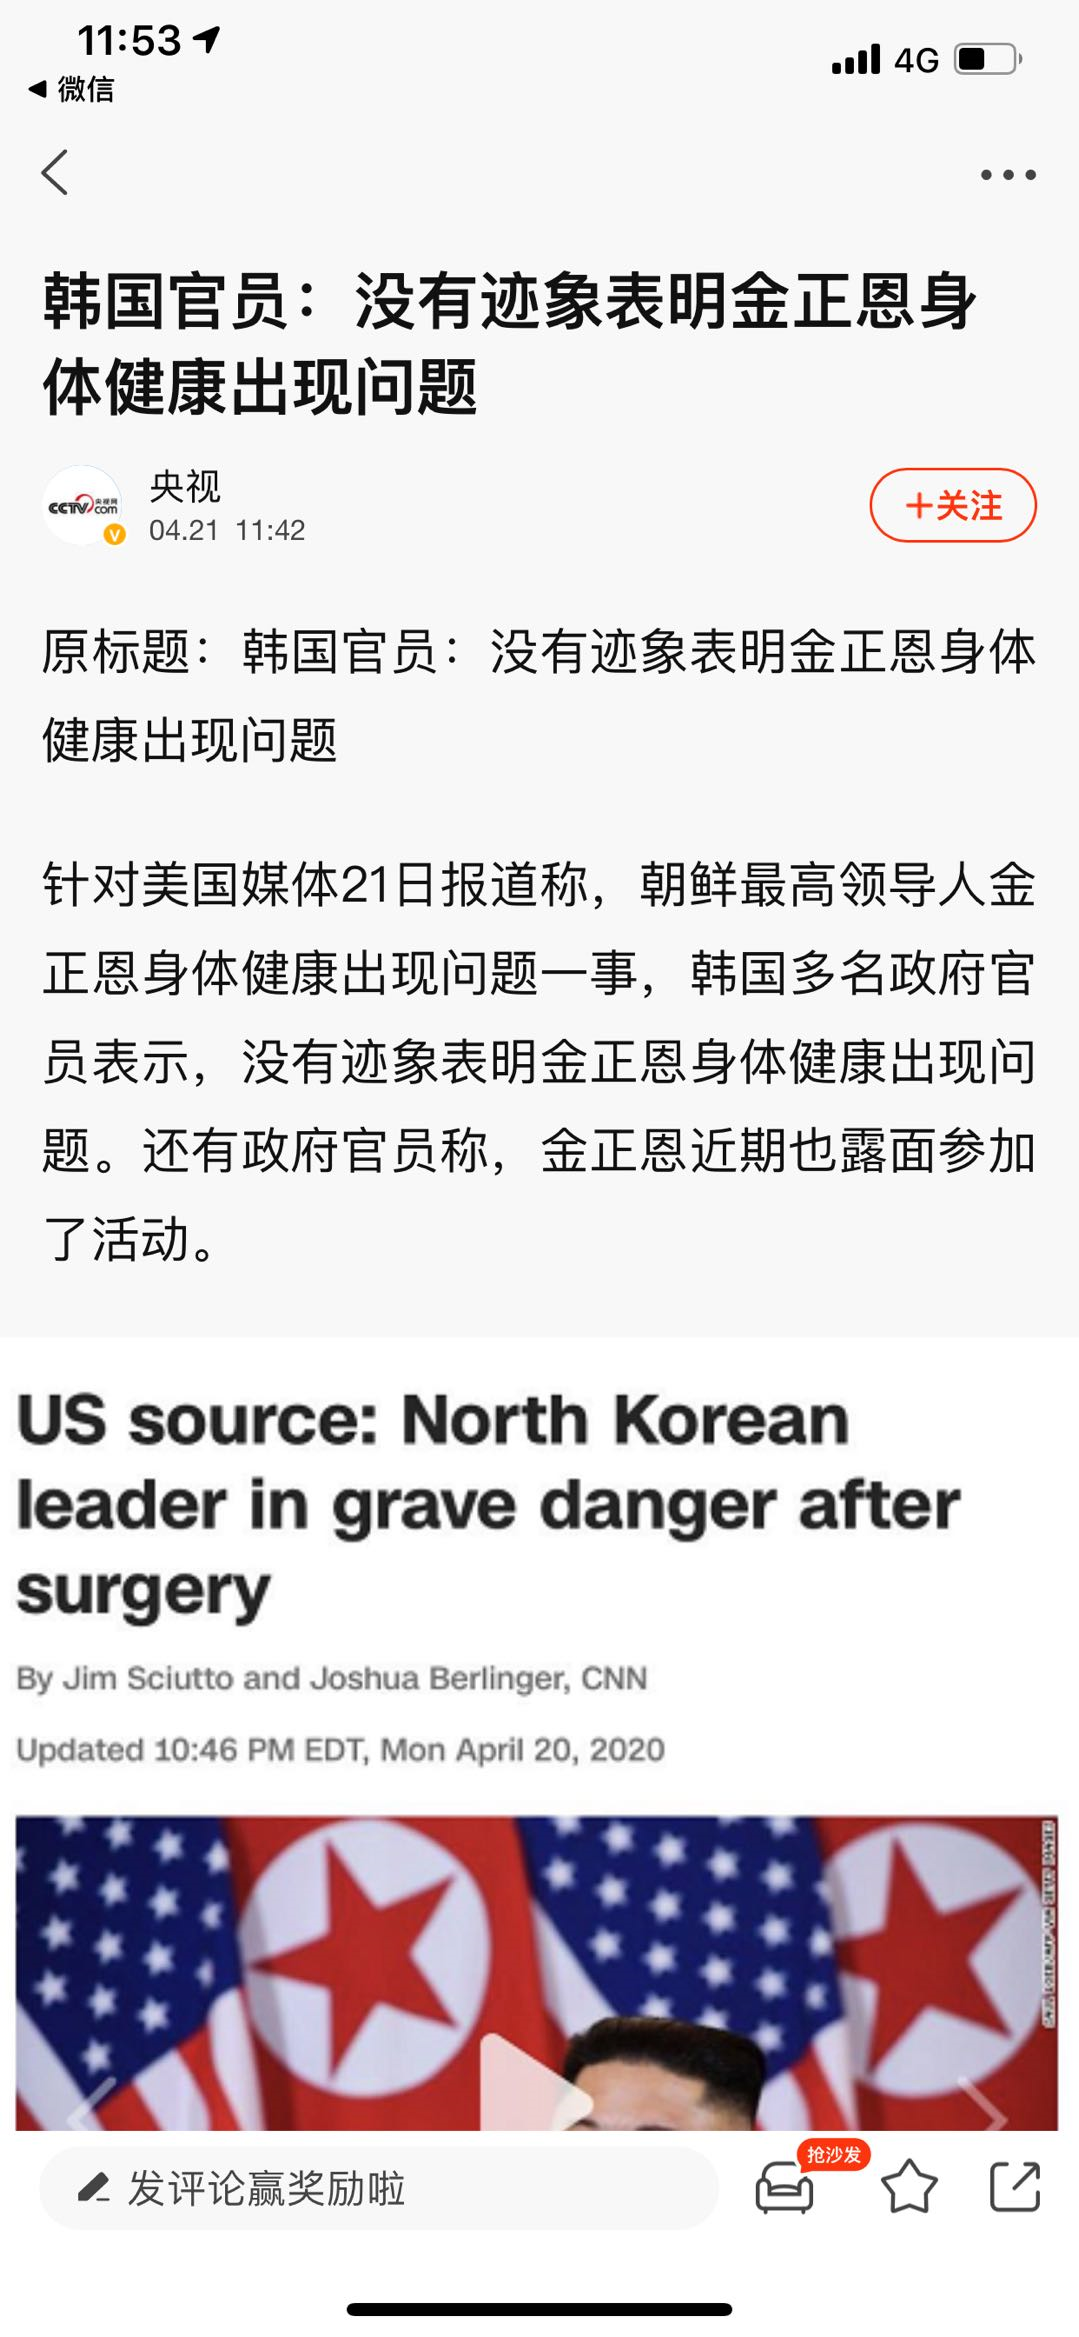 11:53
4G
微信
韩国官员：没有迹象表明金正恩身
体健康出现问题
央视
CCTV 央视网
com
V
04.21 11:42
+关注
原标题：韩国官员：没有迹象表明金正恩身体
健康出现问题
针对美国媒体21日报道称，朝鲜最高领导人金
正恩身体健康出现问题一事，韩国多名政府官
员表示，没有迹象表明金正恩身体健康出现问
题。还有政府官员称，金正恩近期也露面参加
了活动。
US source: North Korean
leader in grave danger after
surgery
By Jim Sciutto and Joshua Berlinger, CNN
Updated 10:46 PM EDT, Mon April 20, 2020
发评论赢奖励啦
抢沙发